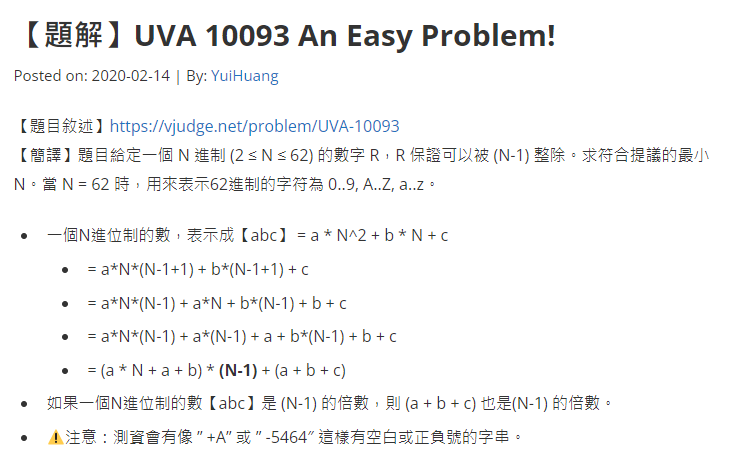 【題解】UVA 10093 An Easy Problem!
Posted on: 2020-02-14 | By: YuiHuang
【題目敘述】https://vjudge.net/problem/UVA-10093
【簡譯】題目給定一個 N 進制 (2 ≤ N ≤ 62) 的數字 R，R 保證可以被 (N-1) 整除。求符合提議的最小
N。當 N = 62 時，用來表示62進制的字符為 0..9, A..Z, a..z。
一個N進位制的數，表示成【abc】 = a * N^2 + b * N + c
= a*N*(N-1+1) + b*(N-1+1) + c
= a*N*(N-1) + a*N + b*(N-1) + b + c
= a*N*(N-1) + a*(N-1) + a + b*(N-1) + b + c
= (a * N + a + b) * (N-1) + (a + b + c)
如果一個N進位制的數【abc】是 (N-1) 的倍數，則 (a + b + c) 也是(N-1) 的倍數。
⚠️注意：測資會有像 ” +A” 或 ” -5464″ 這樣有空白或正負號的字串。